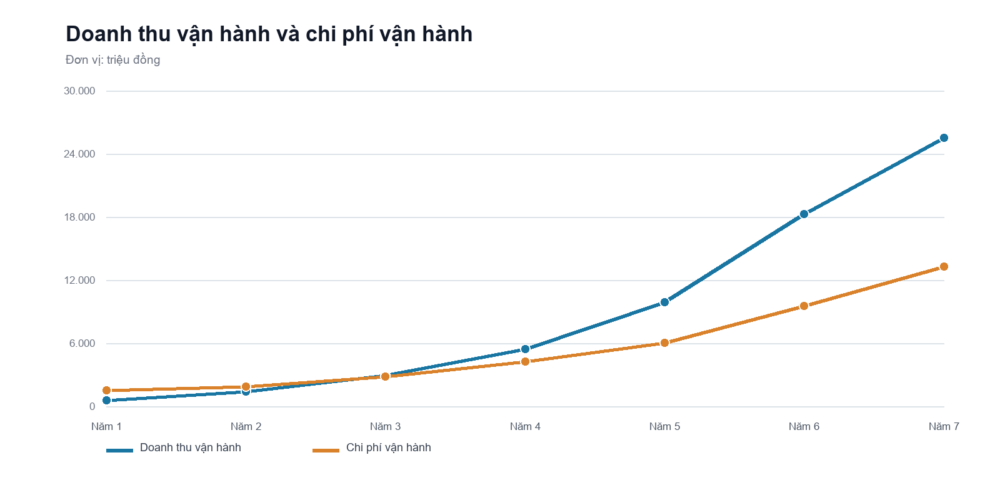 Doanh thu vận hành và chi phí vận hành
Đơn vị: triệu đồng
30.000
24.000
18.000
12.000
6.000
0
Năm 1 Năm 2 Năm 3 Năm 4 Năm 5 Năm 6 Năm 7
Doanh thu vận hành Chi phí vận hành